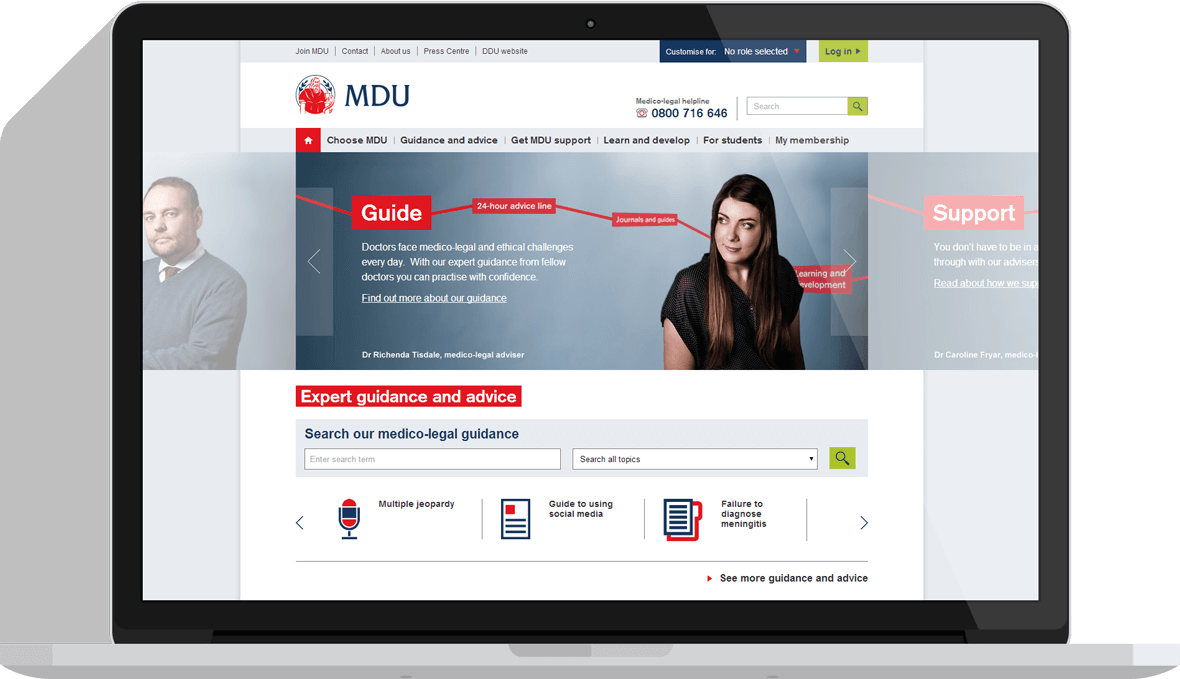 Join MDU | Contact | About us | Press Centre | DDU website
Customise for: No role selected
Log in
MDU
Medico-legal helpline
0800 716 646
Search
Choose MDU | Guidance and advice | Get MDU support | Learn and develop | For students | My membership
Guide
24-hour advice line
Journals and guides
Learning and
evelopment
Doctors face medico-legal and ethical challenges
every day. With our expert guidance from fellow
doctors you can practise with confidence.
Find out more about our guidance
Dr Richenda Tisdale, medico-legal adviser
Support
You don't have to be in a
through with our advisers
Read about how we sup
Dr Caroline Fryar, medico-l
Expert guidance and advice
Search our medico-legal guidance
Enter search term
Search all topics
Multiple jeopardy
Guide to using
social media
Failure to
diagnose
meningitis
See more guidance and advice